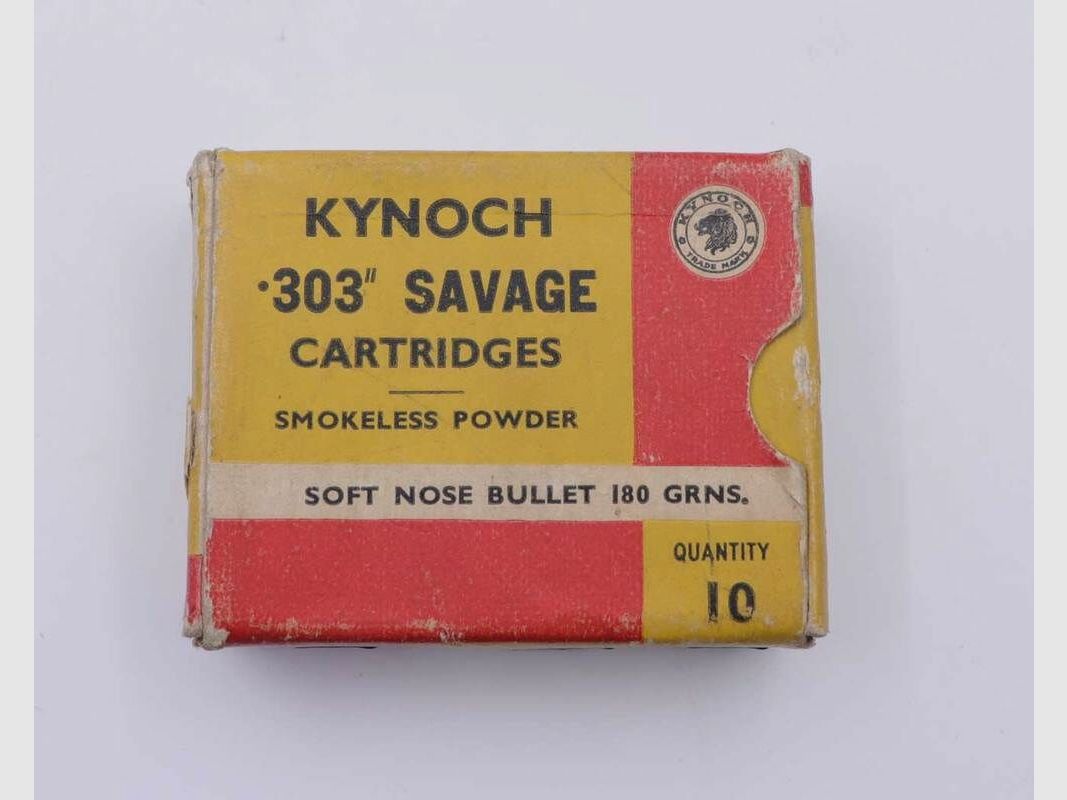 KYNOCH
·303" SAVAGE
CARTRIDGES
SMOKELESS POWDER
KYNOCH
TRADE MARK
SOFT NOSE BULLET 180 GRNS.
QUANTITY
10